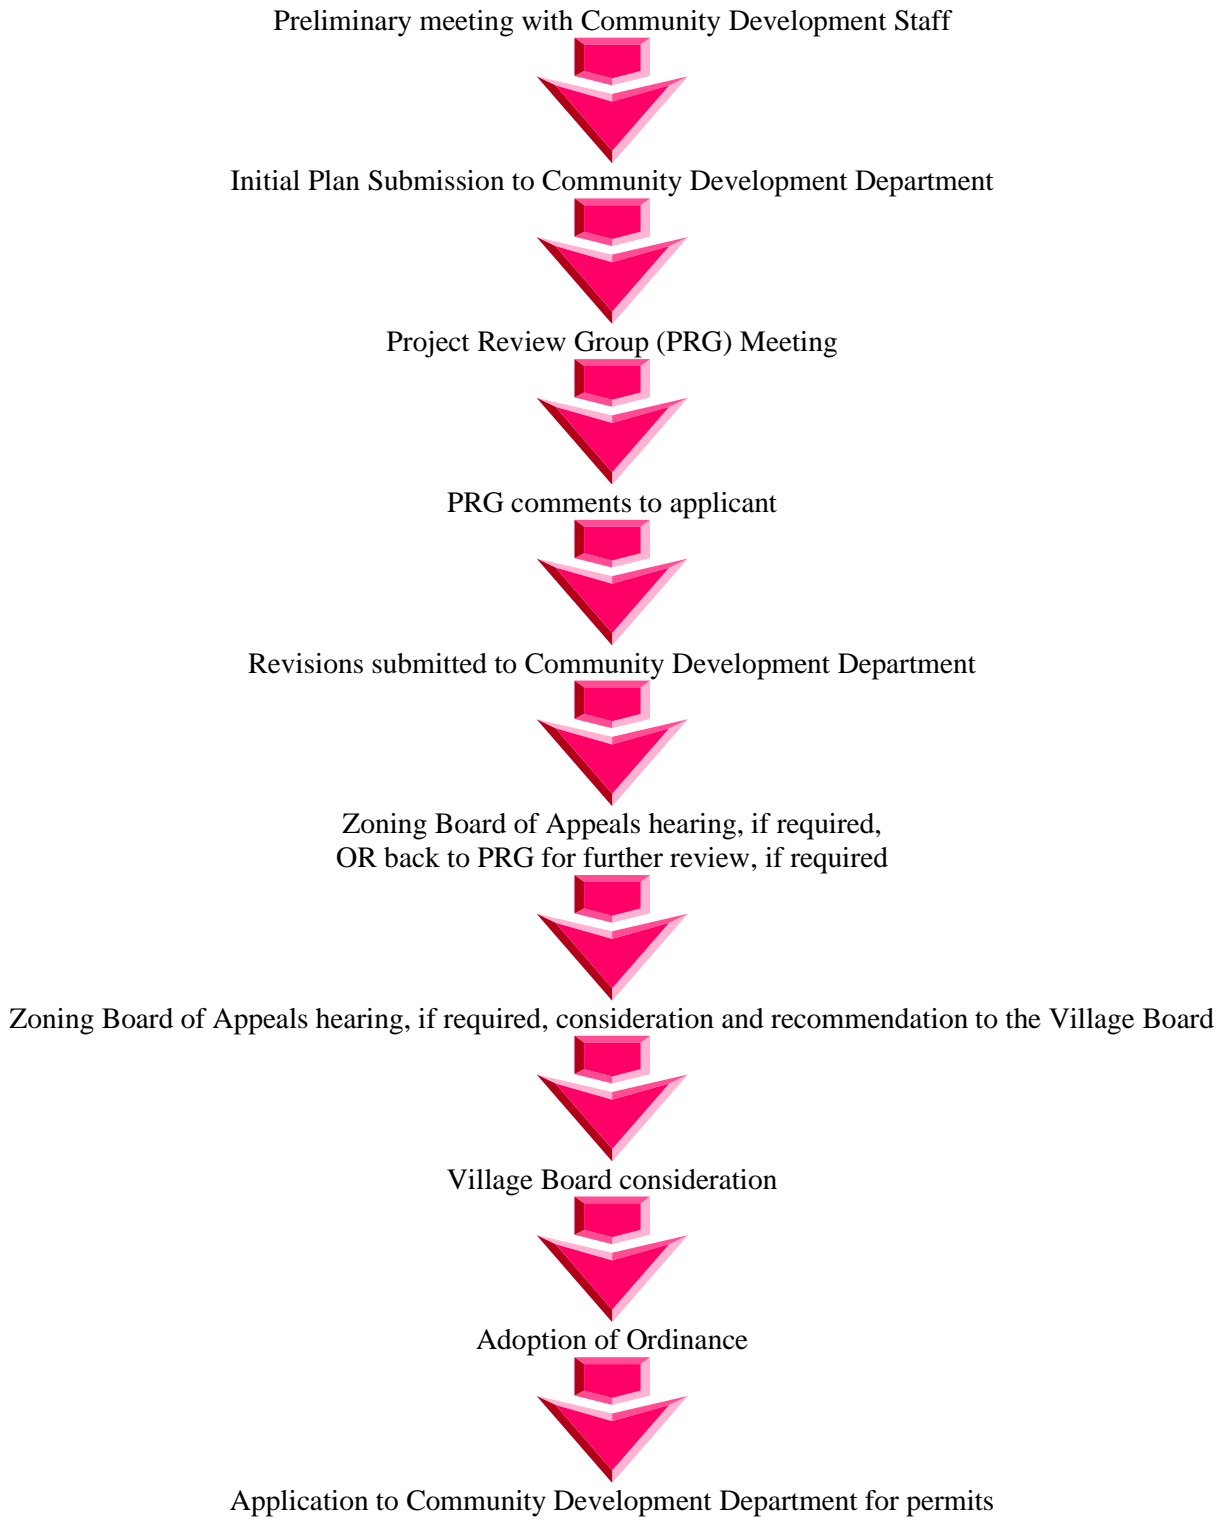 Preliminary meeting with Community Development Staff
Initial Plan Submission to Community Development Department
Project Review Group (PRG) Meeting
PRG comments to applicant
Revisions submitted to Community Development Department
Zoning Board of Appeals hearing, if required,
OR back to PRG for further review, if required
Zoning Board of Appeals hearing, if required, consideration and recommendation to the Village Board
Village Board consideration
Adoption of Ordinance
Application to Community Development Department for permits